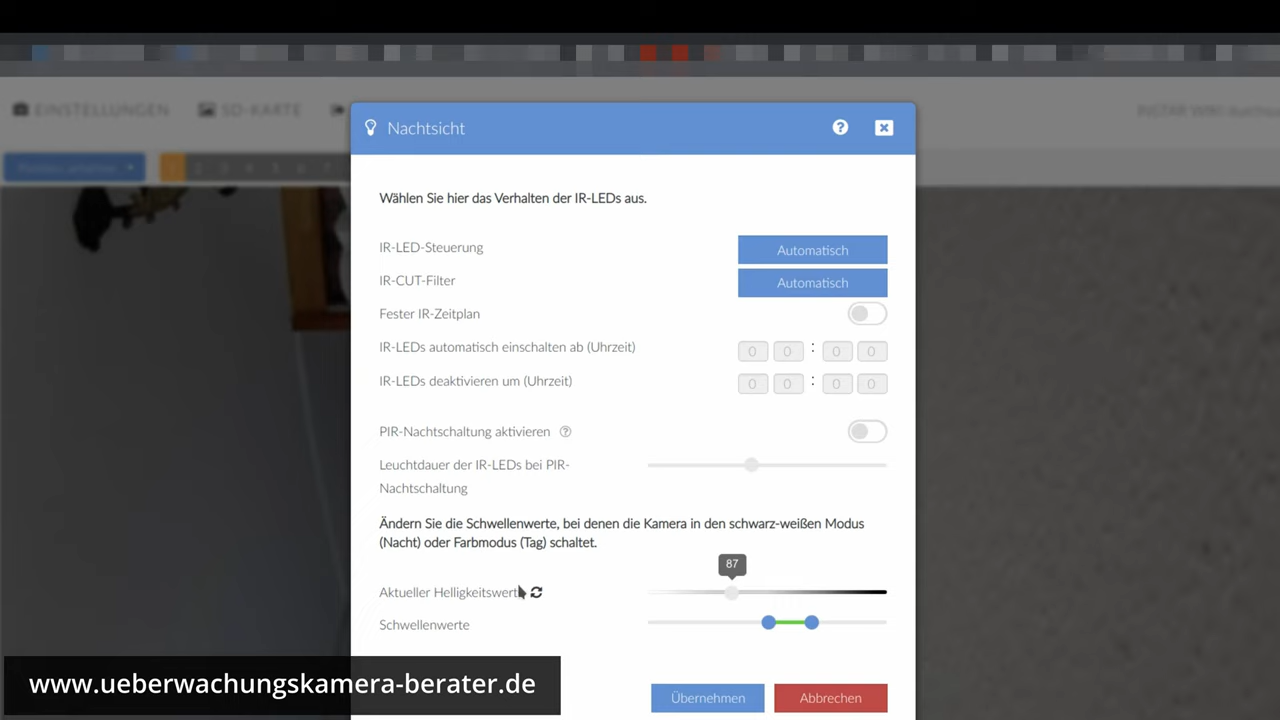 EINSTELLUNGEN
SD-KARTE
Nachtsicht
Wählen Sie hier das Verhalten der IR-LEDs aus.
IR-LED-Steuerung Automatisch
IR-CUT-Filter Automatisch
Fester IR-Zeitplan
IR-LEDs automatisch einschalten ab (Uhrzeit) 0 0 : 0 0
IR-LEDs deaktivieren um (Uhrzeit) 0 0 : 0 0
PIR-Nachtschaltung aktivieren ?
Leuchtdauer der IR-LEDs bei PIR-
Nachtschaltung
Ändern Sie die Schwellenwerte, bei denen die Kamera in den schwarz-weißen Modus
(Nacht) oder Farbmodus (Tag) schaltet.
87
Aktueller Helligkeitswert
Schwellenwerte
www.ueberwachungskamera-berater.de
Übernehmen Abbrechen